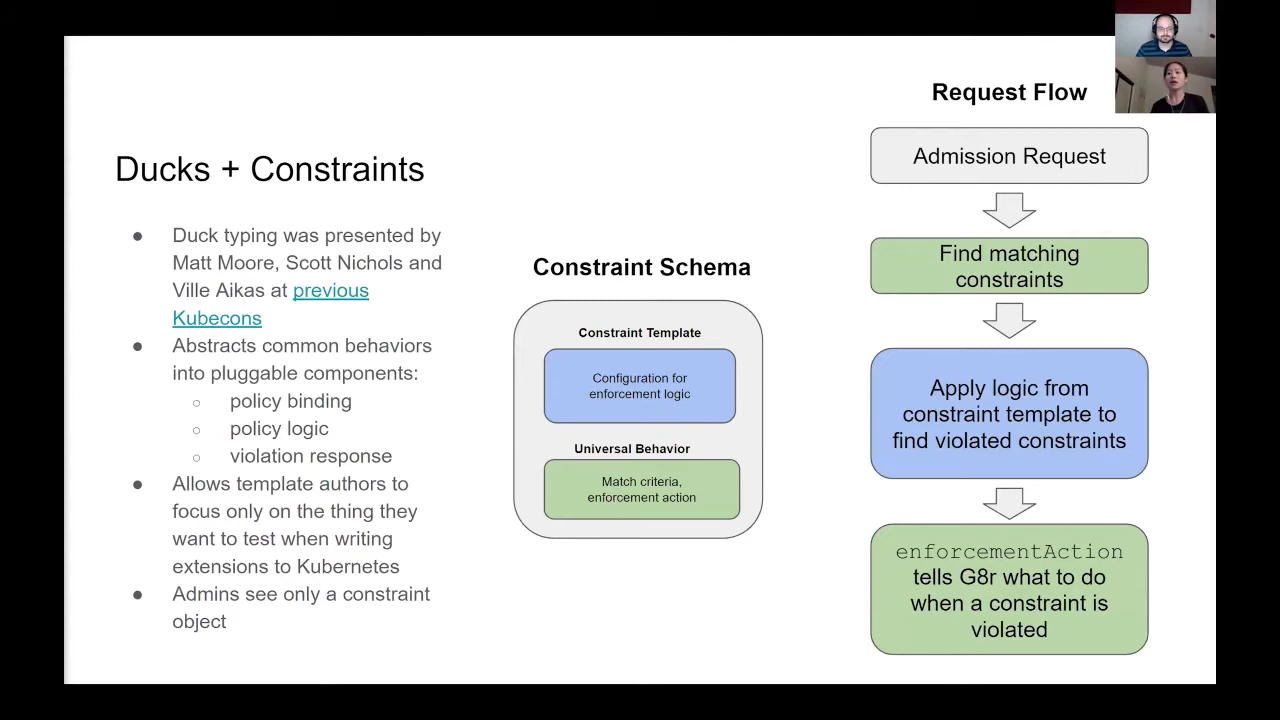 Ducks + Constraints
● Duck typing was presented by
Matt Moore, Scott Nichols and
Ville Aikas at previous
Kubecons
● Abstracts common behaviors
into pluggable components:
○ policy binding
○ policy logic
○ violation response
● Allows template authors to
focus only on the thing they
want to test when writing
extensions to Kubernetes
● Admins see only a constraint
object
Constraint Schema
Constraint Template
Configuration for
enforcement logic
Universal Behavior
Match criteria,
enforcement action
Request Flow
Admission Request
Find matching
constraints
Apply logic from
constraint template to
find violated constraints
enforcementAction
tells G8r what to do
when a constraint is
violated